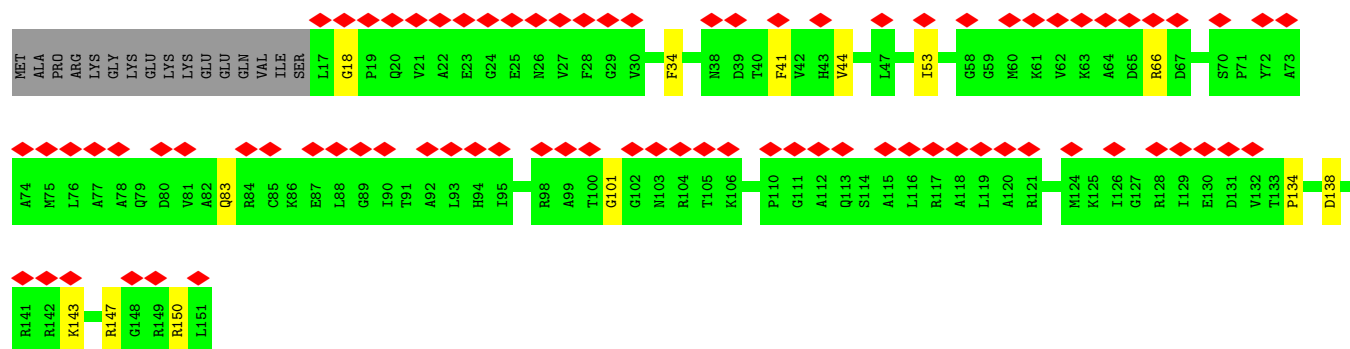 MET ALA PRO ARG LYS GLY LYS GLU LYS LYS GLU GLU GLN VAL ILE SER L17 G18 P19 Q20 V21 A22 E23 G24 E25 N26 V27 F28 G29 V30 F34 N38 D39 T40 F41 V42 H43 V44 L47 I53 G58 G59 M60 K61 V62 K63 A64 D65 R66 D67 S70 P71 Y72 A73
A74 M75 L76 A77 A78 Q79 D80 V81 A82 Q83 R84 C85 K86 E87 L88 G89 I90 T91 A92 L93 H94 I95 R98 A99 T100 G101 G102 N103 R104 T105 K106 P110 G111 A112 Q113 S114 A115 L116 R117 A118 L119 A120 R121 M124 K125 I126 G127 R128 I129 E130 D131 V132 T133 P134 D138
R141 R142 K143 R147 G148 R149 R150 L151